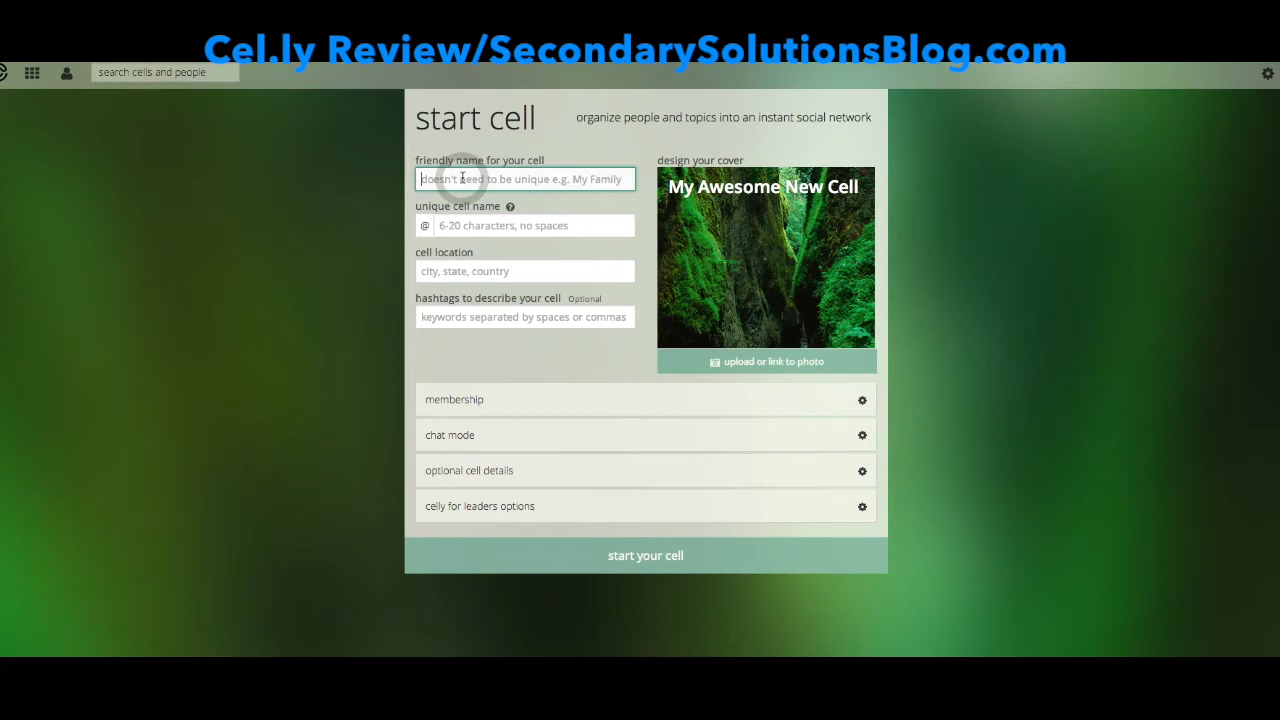 Cel.ly Review/SecondarySolutionsBlog.com
search cells and people
start cell
organize people and topics into an instant social network
friendly name for your cell
doesn't need to be unique e.g. My Family
unique cell name ?
@ 6-20 characters, no spaces
cell location
city, state, country
hashtags to describe your cell Optional
keywords separated by spaces or commas
design your cover
My Awesome New Cell
upload or link to photo
membership
chat mode
optional cell details
celly for leaders options
start your cell